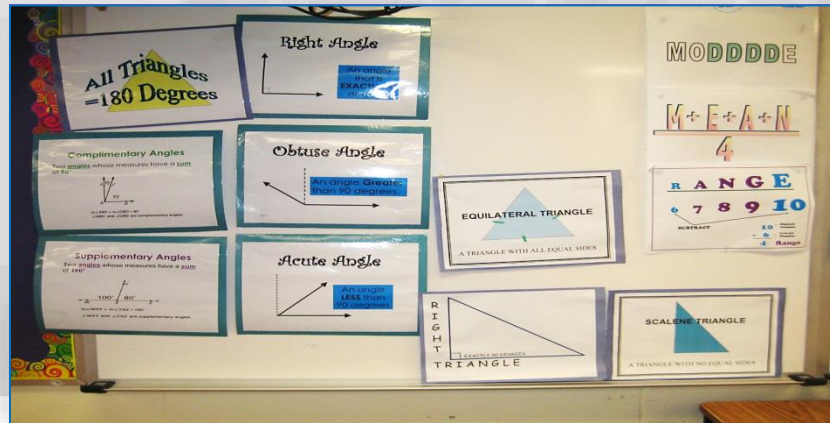 All Triangles
=180 Degrees
Right Angle
An angle
that is
EXACTLY
Complimentary Angles
Two angles whose measures have a sum
of 90°
75°
Obtuse Angle
An angle Greater
than 90 degrees
Supplementary Angles
Two angles whose measures have a sum
of 180°
100°
80°
Acute Angle
An angle
LESS than
90 degrees
EQUILATERAL TRIANGLE
A TRIANGLE WITH ALL EQUAL SIDES
RIGHT
EXACTLY 90 DEGREES
TRIANGLE
SCALENE TRIANGLE
A TRIANGLE WITH NO EQUAL SIDES
MODDDDE
M+E+A+N
4
RANGE
6 7 8 9 10
SUBTRACT
10
- 6
4 Range